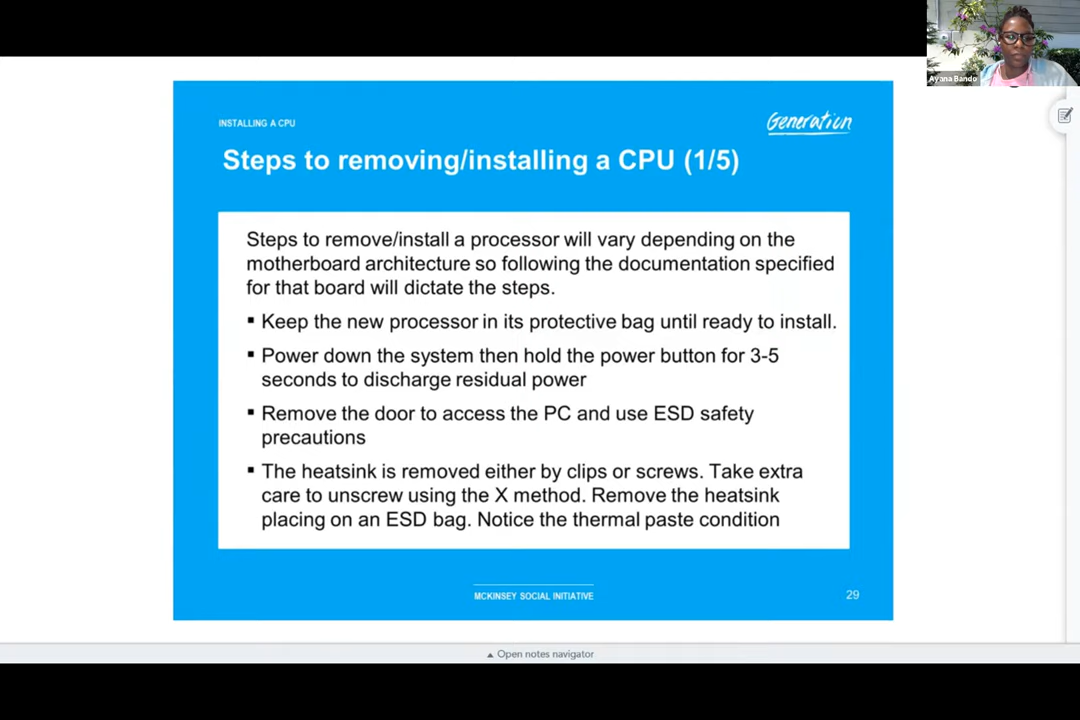 Ayana Bando
INSTALLING A CPU
Generation
Steps to removing/installing a CPU (1/5)
Steps to remove/install a processor will vary depending on the
motherboard architecture so following the documentation specified
for that board will dictate the steps.
▪ Keep the new processor in its protective bag until ready to install.
▪ Power down the system then hold the power button for 3-5
seconds to discharge residual power
▪ Remove the door to access the PC and use ESD safety
precautions
▪ The heatsink is removed either by clips or screws. Take extra
care to unscrew using the X method. Remove the heatsink
placing on an ESD bag. Notice the thermal paste condition
MCKINSEY SOCIAL INITIATIVE
29
▲ Open notes navigator